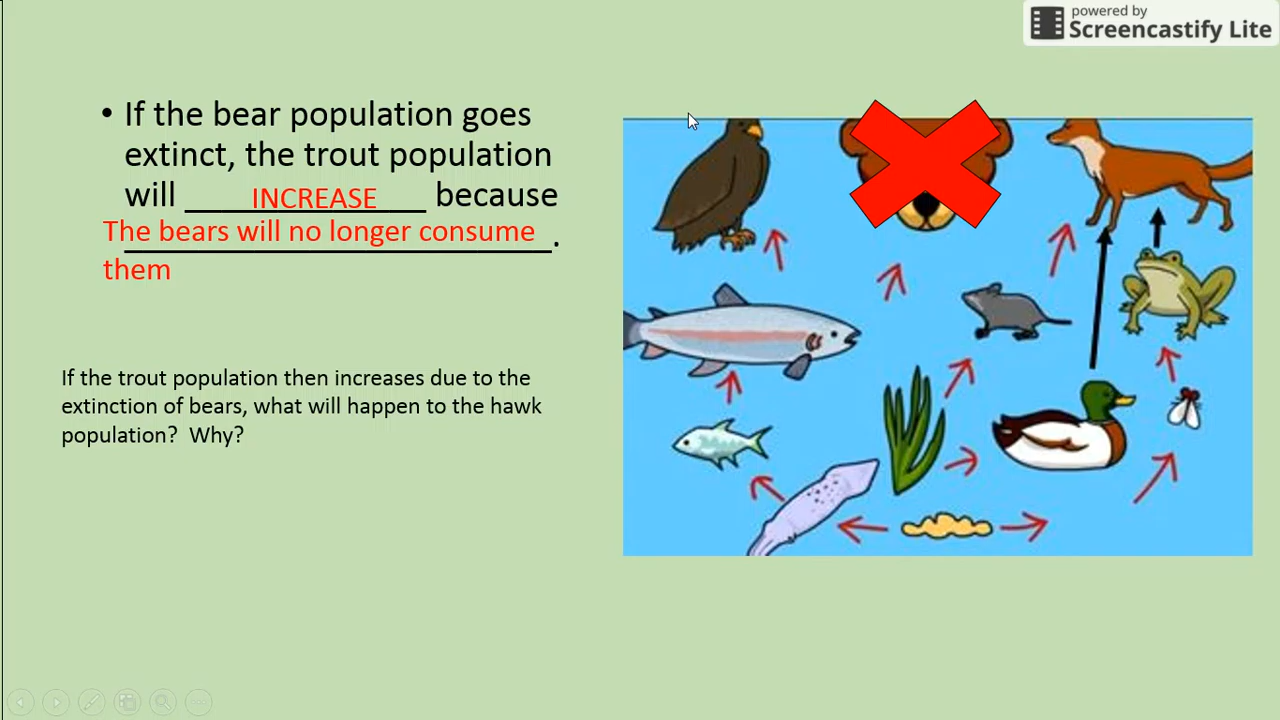 powered by
Screencastify Lite
• If the bear population goes
extinct, the trout population
will ________________ because
INCREASE
The bears will no longer consume
____________________________.
them
If the trout population then increases due to the
extinction of bears, what will happen to the hawk
population? Why?